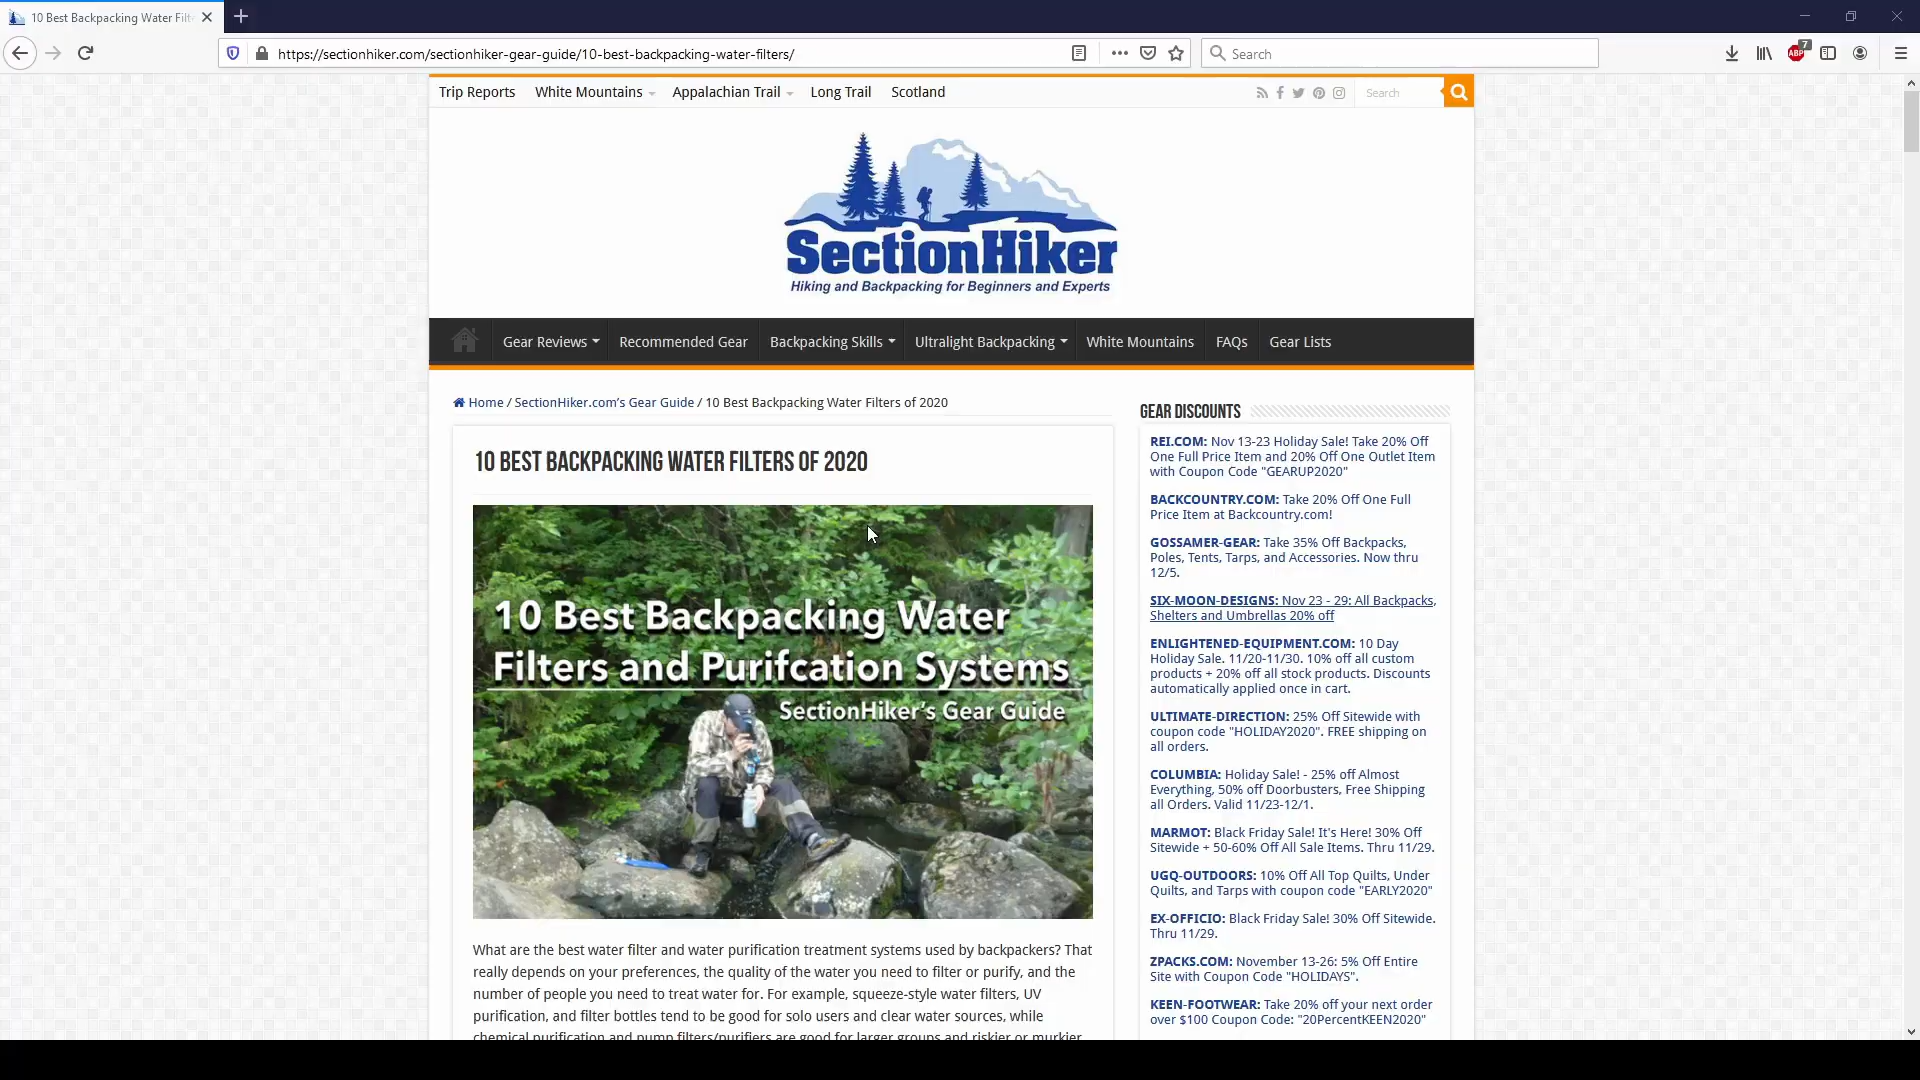 10 Best Backpacking Water Filt
https://sectionhiker.com/sectionhiker-gear-guide/10-best-backpacking-water-filters/
Search
ABP
7
Trip Reports
White Mountains
Appalachian Trail
Long Trail
Scotland
Search
SectionHiker
Hiking and Backpacking for Beginners and Experts
Gear Reviews
Recommended Gear
Backpacking Skills
Ultralight Backpacking
White Mountains
FAQs
Gear Lists
Home / SectionHiker.com's Gear Guide / 10 Best Backpacking Water Filters of 2020
10 BEST BACKPACKING WATER FILTERS OF 2020
10 Best Backpacking Water
Filters and Purifcation Systems
SectionHiker's Gear Guide
What are the best water filter and water purification treatment systems used by backpackers? That
really depends on your preferences, the quality of the water you need to filter or purify, and the
number of people you need to treat water for. For example, squeeze-style water filters, UV
purification, and filter bottles tend to be good for solo users and clear water sources, while
chemical purification and pump filters/purifiers are good for larger groups and riskier or murkier
GEAR DISCOUNTS
REI.COM: Nov 13-23 Holiday Sale! Take 20% Off
One Full Price Item and 20% Off One Outlet Item
with Coupon Code "GEARUP2020"
BACKCOUNTRY.COM: Take 20% Off One Full
Price Item at Backcountry.com!
GOSSAMER-GEAR: Take 35% Off Backpacks,
Poles, Tents, Tarps, and Accessories. Now thru
12/5.
SIX-MOON-DESIGNS: Nov 23 - 29: All Backpacks,
Shelters and Umbrellas 20% off
ENLIGHTENED-EQUIPMENT.COM: 10 Day
Holiday Sale. 11/20-11/30. 10% off all custom
products + 20% off all stock products. Discounts
automatically applied once in cart.
ULTIMATE-DIRECTION: 25% Off Sitewide with
coupon code "HOLIDAY2020". FREE shipping on
all orders.
COLUMBIA: Holiday Sale! - 25% off Almost
Everything, 50% off Doorbusters, Free Shipping
all Orders. Valid 11/23-12/1.
MARMOT: Black Friday Sale! It's Here! 30% Off
Sitewide + 50-60% Off All Sale Items. Thru 11/29.
UGQ-OUTDOORS: 10% Off All Top Quilts, Under
Quilts, and Tarps with coupon code "EARLY2020"
EX-OFFICIO: Black Friday Sale! 30% Off Sitewide.
Thru 11/29.
ZPACKS.COM: November 13-26: 5% Off Entire
Site with Coupon Code "HOLIDAYS".
KEEN-FOOTWEAR: Take 20% off your next order
over $100 Coupon Code: "20PercentKEEN2020"